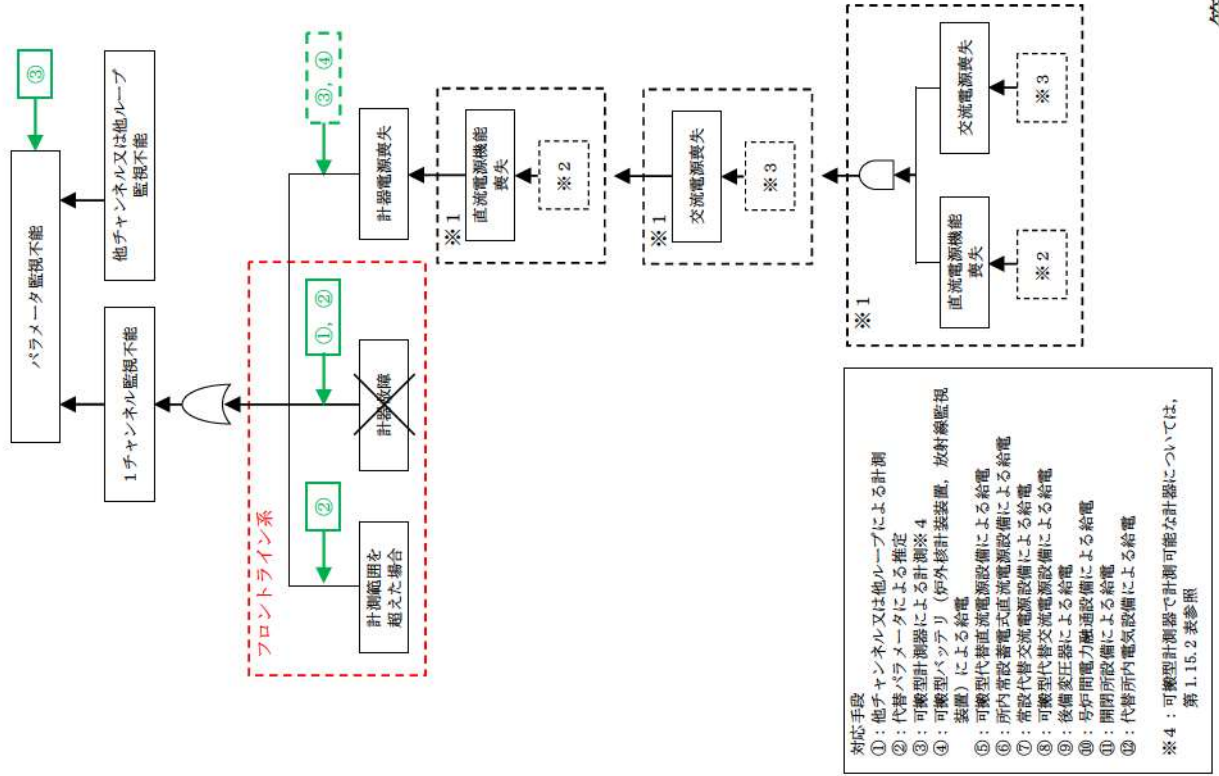 パラメータ監視不能
③
1チャンネル監視不能
他チャンネル又は他ループ
監視不能
フロントライン系
②
①, ②
③, ④
計測範囲を
超えた場合
計器故障
計器電源喪失
※1
直流電源機能
喪失
※2
※1
交流電源喪失
※3
※1
直流電源機能
喪失
※2
交流電源喪失
※3
対応手段
①：他チャンネル又は他ループによる計測
②：代替パラメータによる推定
③：可搬型計測器による計測※4
④：可搬型バッテリ（炉外核計装装置，放射線監視
装置）による給電
⑤：可搬型代替直流電源設備による給電
⑥：所内常設蓄電式直流電源設備による給電
⑦：常設代替交流電源設備による給電
⑧：可搬型代替交流電源設備による給電
⑨：後備変圧器による給電
⑩：号炉間電力融通設備による給電
⑪：開閉所設備による給電
⑫：代替所内電気設備による給電
※4：可搬型計測器で計測可能な計器については，
第1.15.2表参照